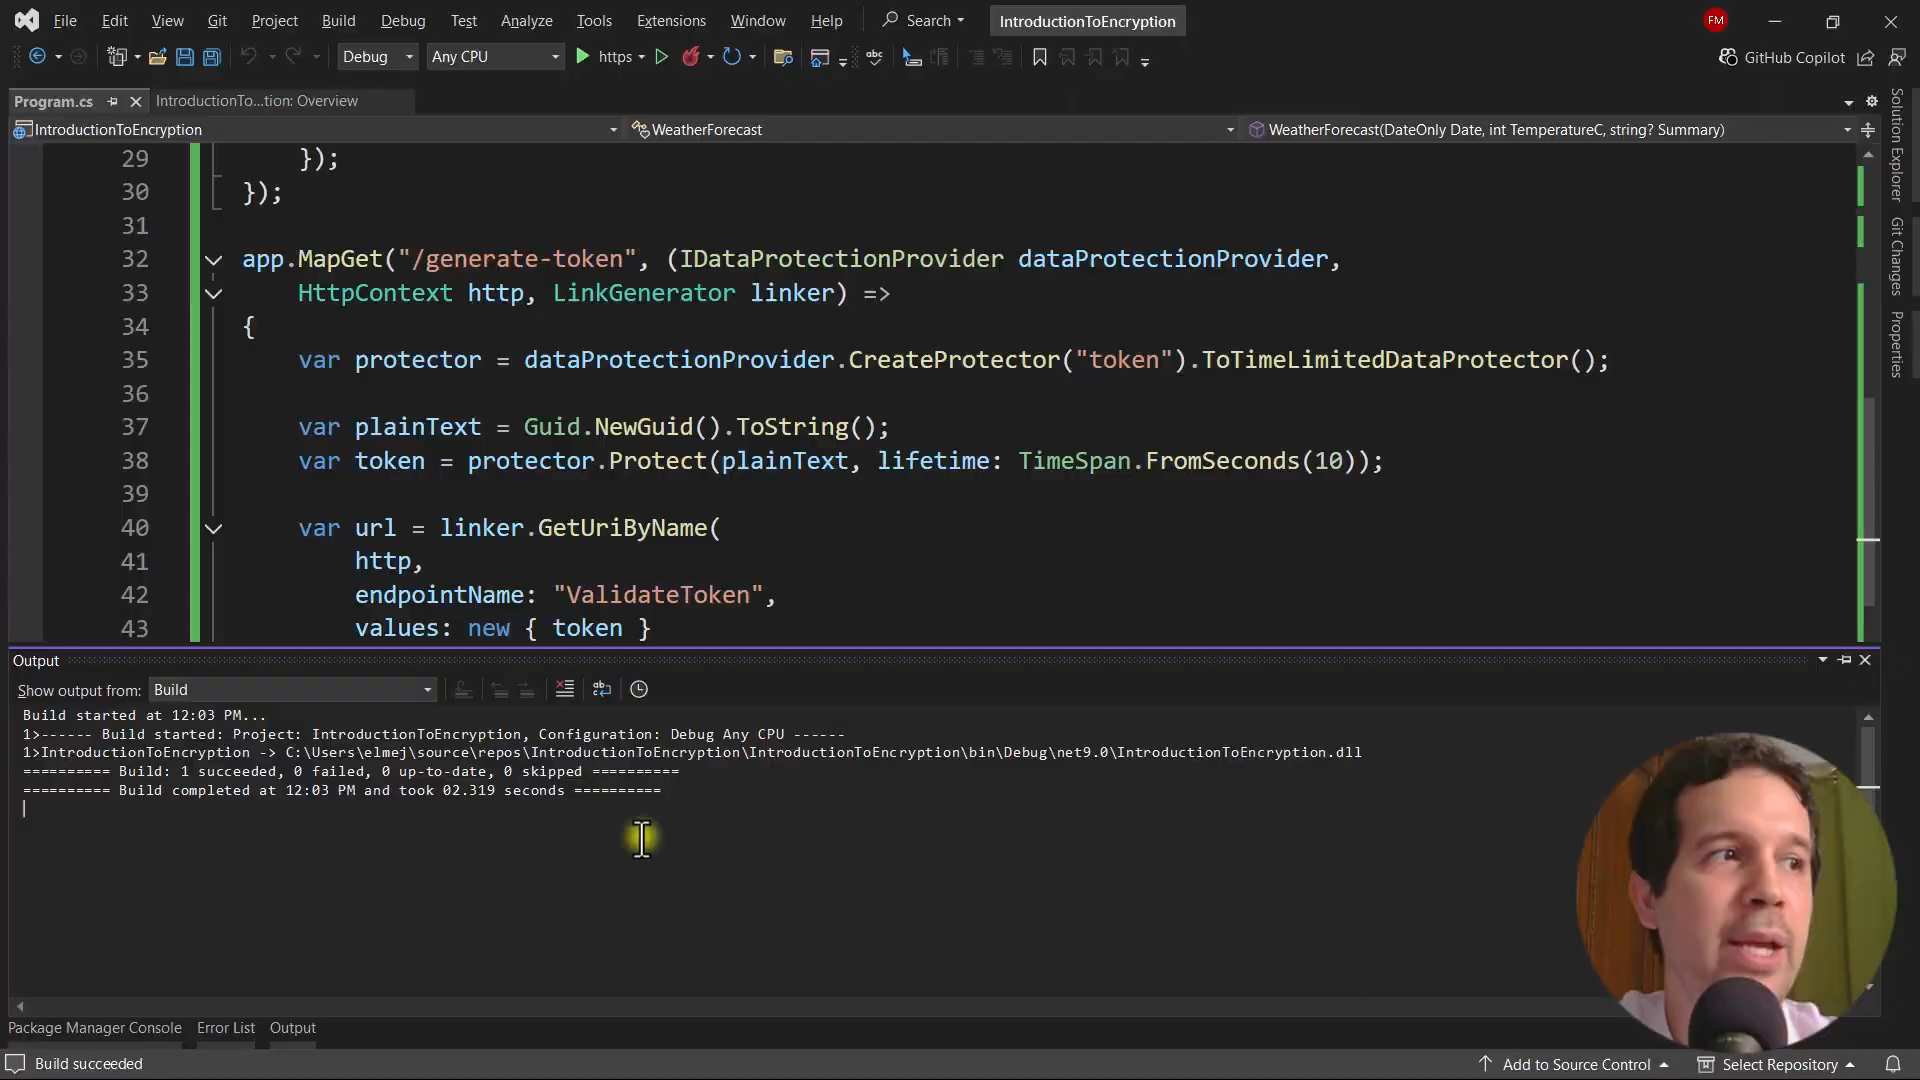 File Edit View Git Project Build Debug Test Analyze Tools Extensions Window Help Search IntroductionToEncryption FM
Debug Any CPU https GitHub Copilot
Program.cs IntroductionTo...tion: Overview
IntroductionToEncryption WeatherForecast WeatherForecast(DateOnly Date, int TemperatureC, string? Summary)
29 });
30 });
31
32 app.MapGet("/generate-token", (IDataProtectionProvider dataProtectionProvider,
33 HttpContext http, LinkGenerator linker) =>
34 {
35 var protector = dataProtectionProvider.CreateProtector("token").ToTimeLimitedDataProtector();
36
37 var plainText = Guid.NewGuid().ToString();
38 var token = protector.Protect(plainText, lifetime: TimeSpan.FromSeconds(10));
39
40 var url = linker.GetUriByName(
41 http,
42 endpointName: "ValidateToken",
43 values: new { token }
Solution Explorer
Git Changes
Properties
Output
Show output from: Build
Build started at 12:03 PM...
1>------ Build started: Project: IntroductionToEncryption, Configuration: Debug Any CPU ------
1>IntroductionToEncryption -> C:\Users\elmej\source\repos\IntroductionToEncryption\IntroductionToEncryption\bin\Debug\net9.0\IntroductionToEncryption.dll
========== Build: 1 succeeded, 0 failed, 0 up-to-date, 0 skipped ==========
========== Build completed at 12:03 PM and took 02.319 seconds ==========
Package Manager Console Error List Output
Build succeeded Add to Source Control Select Repository